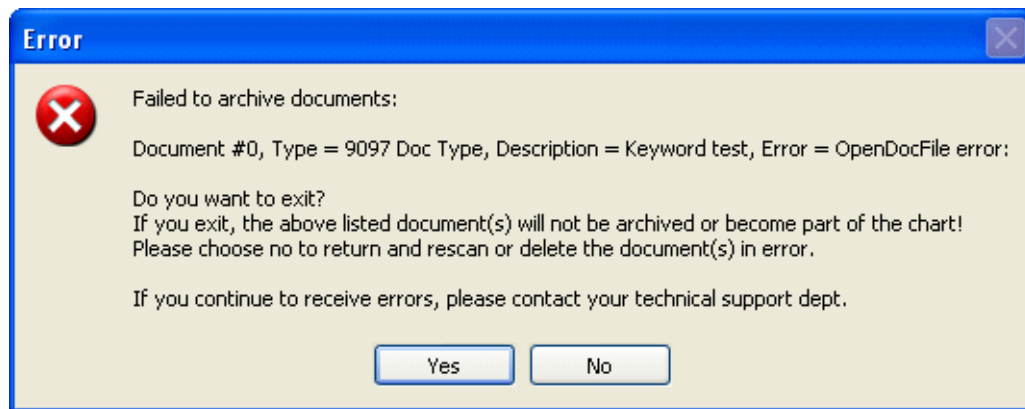 Error
Failed to archive documents:
Document #0, Type = 9097 Doc Type, Description = Keyword test, Error = OpenDocFile error:
Do you want to exit?
If you exit, the above listed document(s) will not be archived or become part of the chart!
Please choose no to return and rescan or delete the document(s) in error.
If you continue to receive errors, please contact your technical support dept.
Yes No